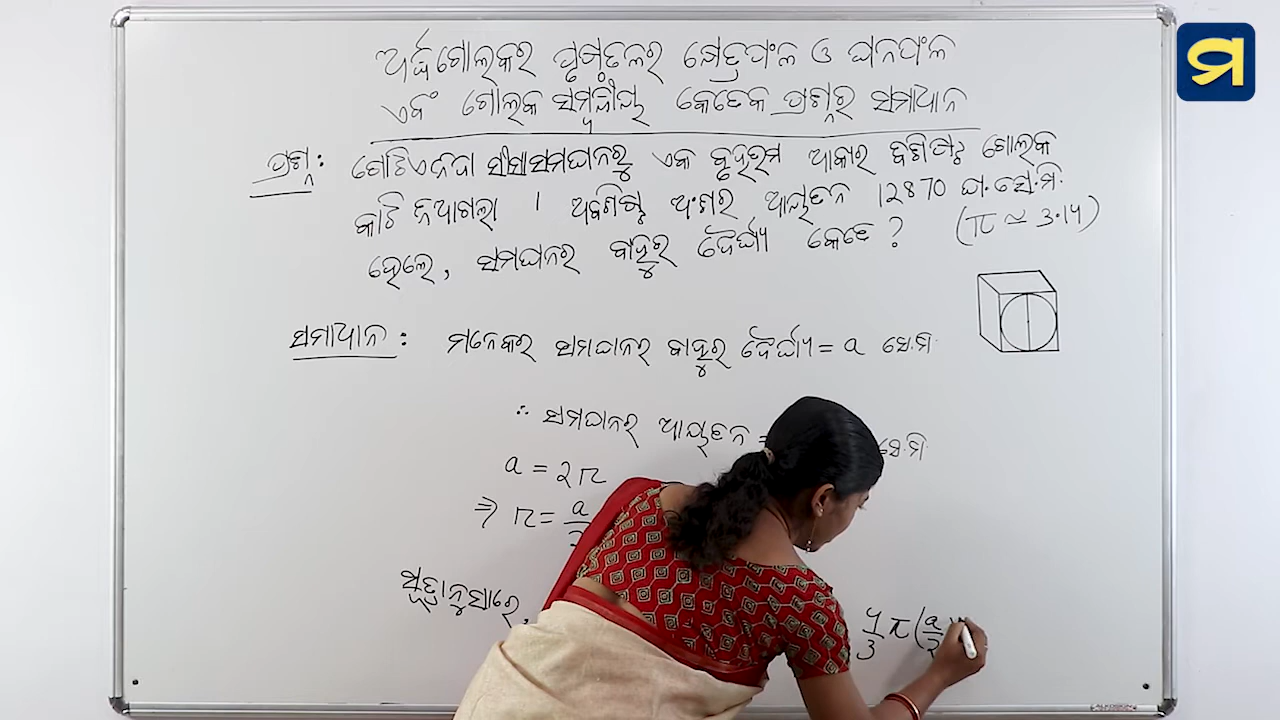 ଅର୍ଦ୍ଧଗୋଲକର ପୃଷ୍ଠତଳର କ୍ଷେତ୍ରଫଳ ଓ ଘନଫଳ
ଏବଂ ଗୋଲକ ସମ୍ବନ୍ଧୀୟ କେତେକ ପ୍ରଶ୍ନର ସମାଧାନ
ପ୍ରଶ୍ନ : ଗୋଟିଏ ନିଦା ସୀସା ସମଘନରୁ ଏକ ବୃହତ୍ତମ ଆକାର ବିଶିଷ୍ଟ ଗୋଲକ
କାଟି ନିଆଗଲା । ଅବଶିଷ୍ଟ ଅଂଶର ଆୟତନ 12870 ଘ.ସେ.ମି.
ହେଲେ, ସମଘନର ବାହୁର ଦୈର୍ଘ୍ୟ କେତେ ? (π ≃ 3.14)
ସମାଧାନ : ମନେକର ସମଘନର ବାହୁର ଦୈର୍ଘ୍ୟ = a ସେ.ମି.
∴ ସମଘନର ଆୟତନ = ସେ.ମି.
a = 2r
⇒ r = a
ସୂତ୍ରାନୁସାରେ,
4/3 π (a/2)
ମ